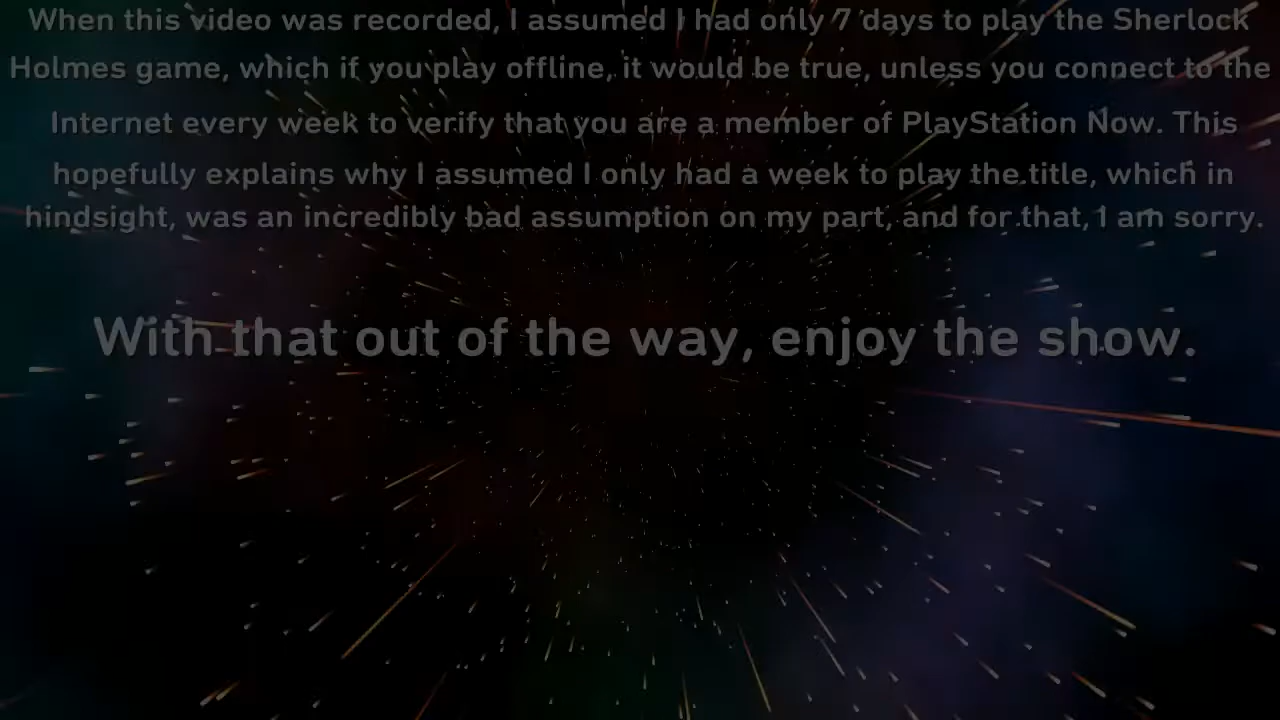 When this video was recorded, I assumed I had only 7 days to play the Sherlock
Holmes game, which if you play offline, it would be true, unless you connect to the
Internet every week to verify that you are a member of PlayStation Now. This
hopefully explains why I assumed I only had a week to play the title, which in
hindsight, was an incredibly bad assumption on my part, and for that, I am sorry.
With that out of the way, enjoy the show.